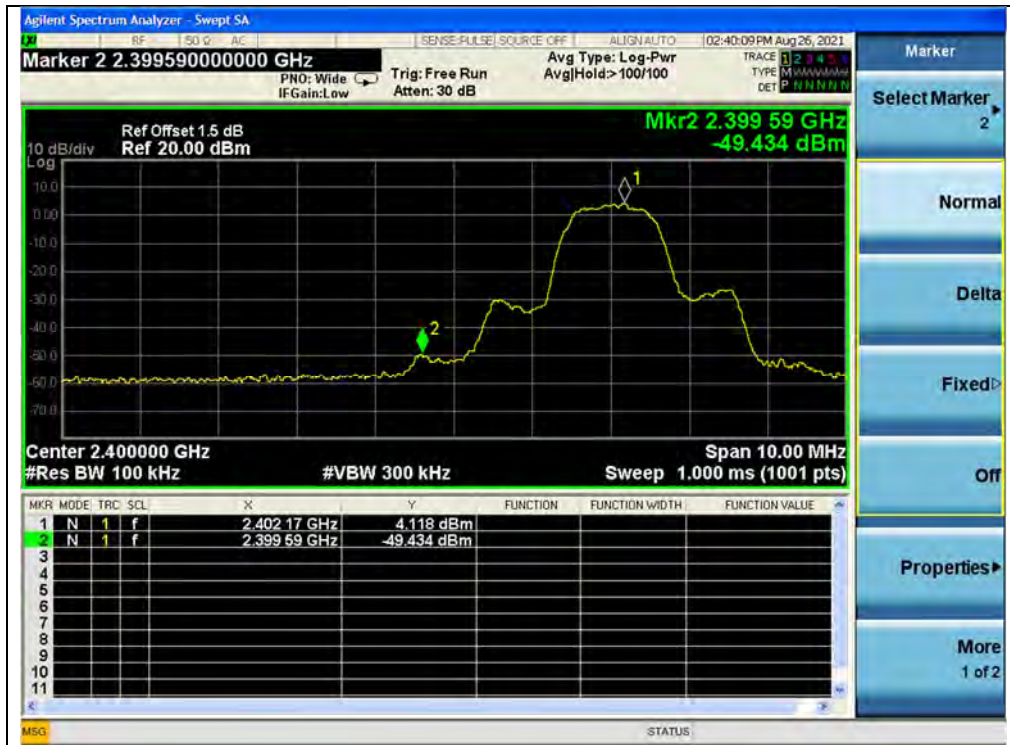 Agilent Spectrum Analyzer - Swept SA
LXI RF 50 Ω AC SENSE:PULSE SOURCE OFF ALIGN AUTO 02:40:09 PM Aug 26, 2021
Marker 2 2.399590000000 GHz
PNO: Wide
IFGain:Low
Trig: Free Run
Atten: 30 dB
Avg Type: Log-Pwr
Avg|Hold:> 100/100
TRACE 1 2 3 4 5 6
TYPE M
DET P N N N N N
Mkr2 2.399 59 GHz
-49.434 dBm
Ref Offset 1.5 dB
10 dB/div Ref 20.00 dBm
Log
10.0
0.00
-10.0
-20.0
-30.0
-40.0
-50.0
-60.0
-70.0
1
2
Center 2.400000 GHz Span 10.00 MHz
#Res BW 100 kHz #VBW 300 kHz Sweep 1.000 ms (1001 pts)
MKR MODE TRC SCL X Y FUNCTION FUNCTION WIDTH FUNCTION VALUE
1 N 1 f 2.402 17 GHz 4.118 dBm
2 N 1 f 2.399 59 GHz -49.434 dBm
3
4
5
6
7
8
9
10
11
MSG STATUS
Marker
Select Marker
2
Normal
Delta
Fixed
Off
Properties
More
1 of 2